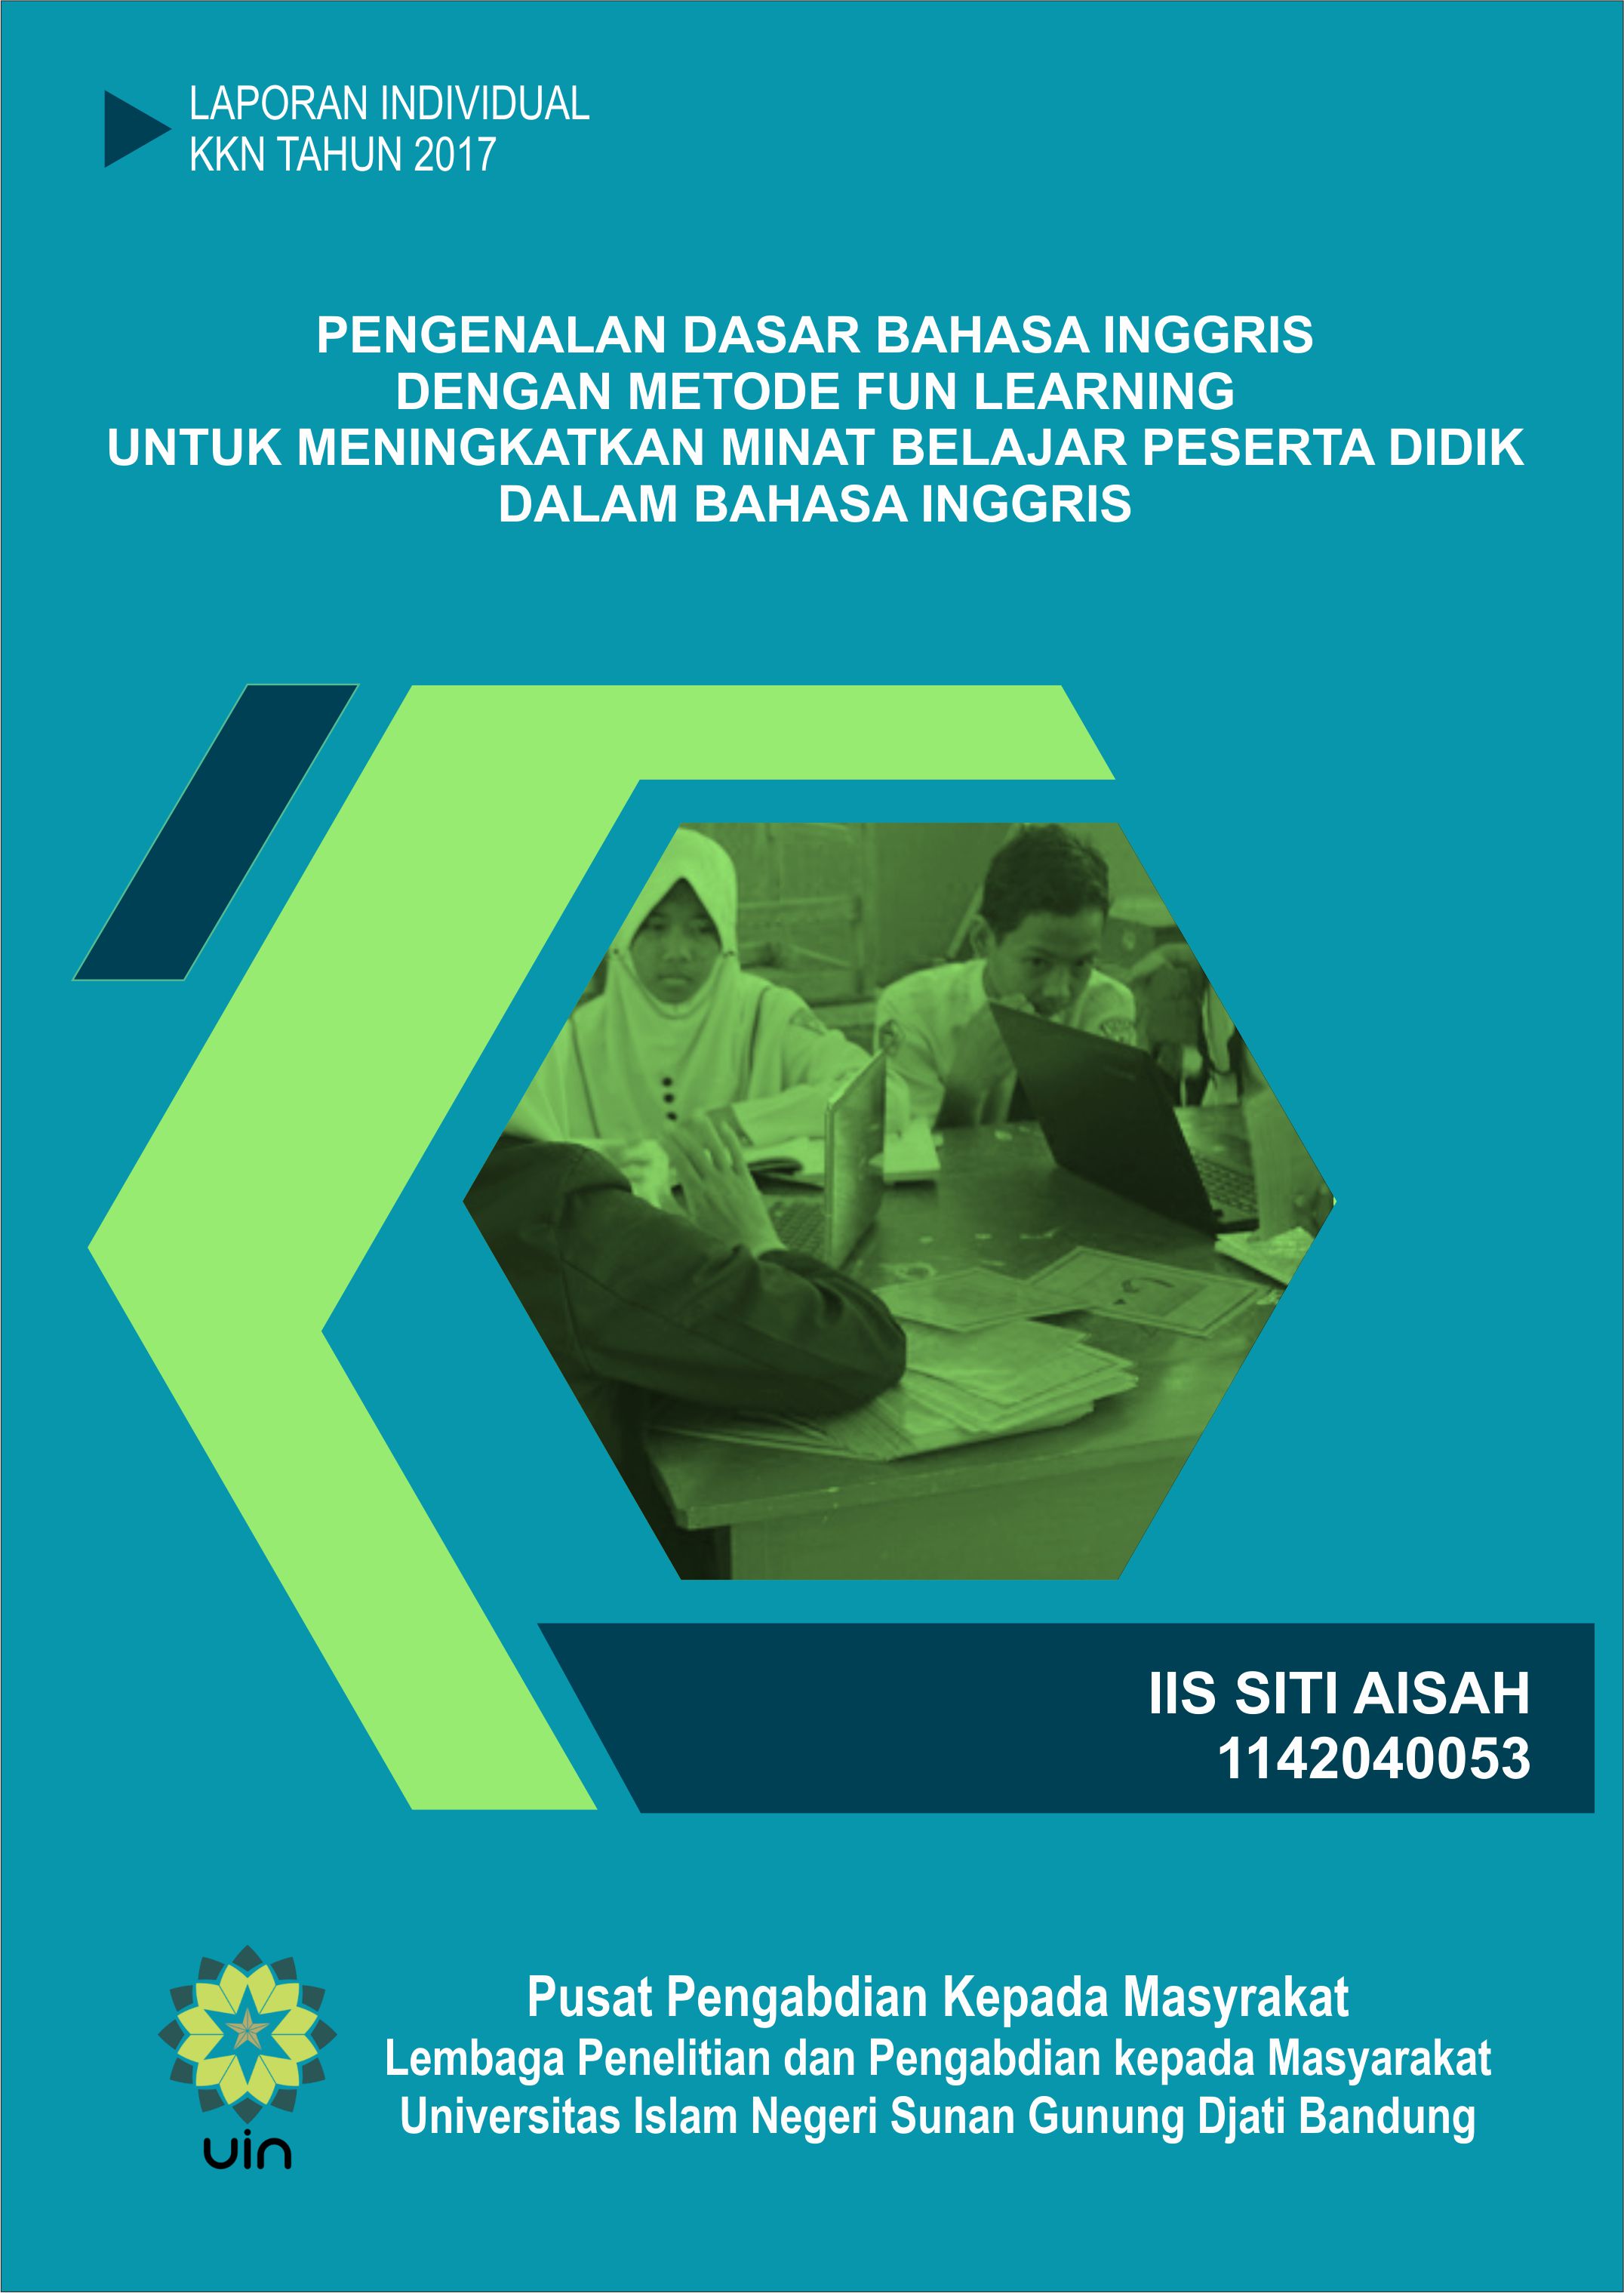 LAPORAN INDIVIDUAL
KKN TAHUN 2017
PENGENALAN DASAR BAHASA INGGRIS
DENGAN METODE FUN LEARNING
UNTUK MENINGKATKAN MINAT BELAJAR PESERTA DIDIK
DALAM BAHASA INGGRIS
IIS SITI AISAH
1142040053
Pusat Pengabdian Kepada Masyrakat
Lembaga Penelitian dan Pengabdian kepada Masyarakat
Universitas Islam Negeri Sunan Gunung Djati Bandung
uin